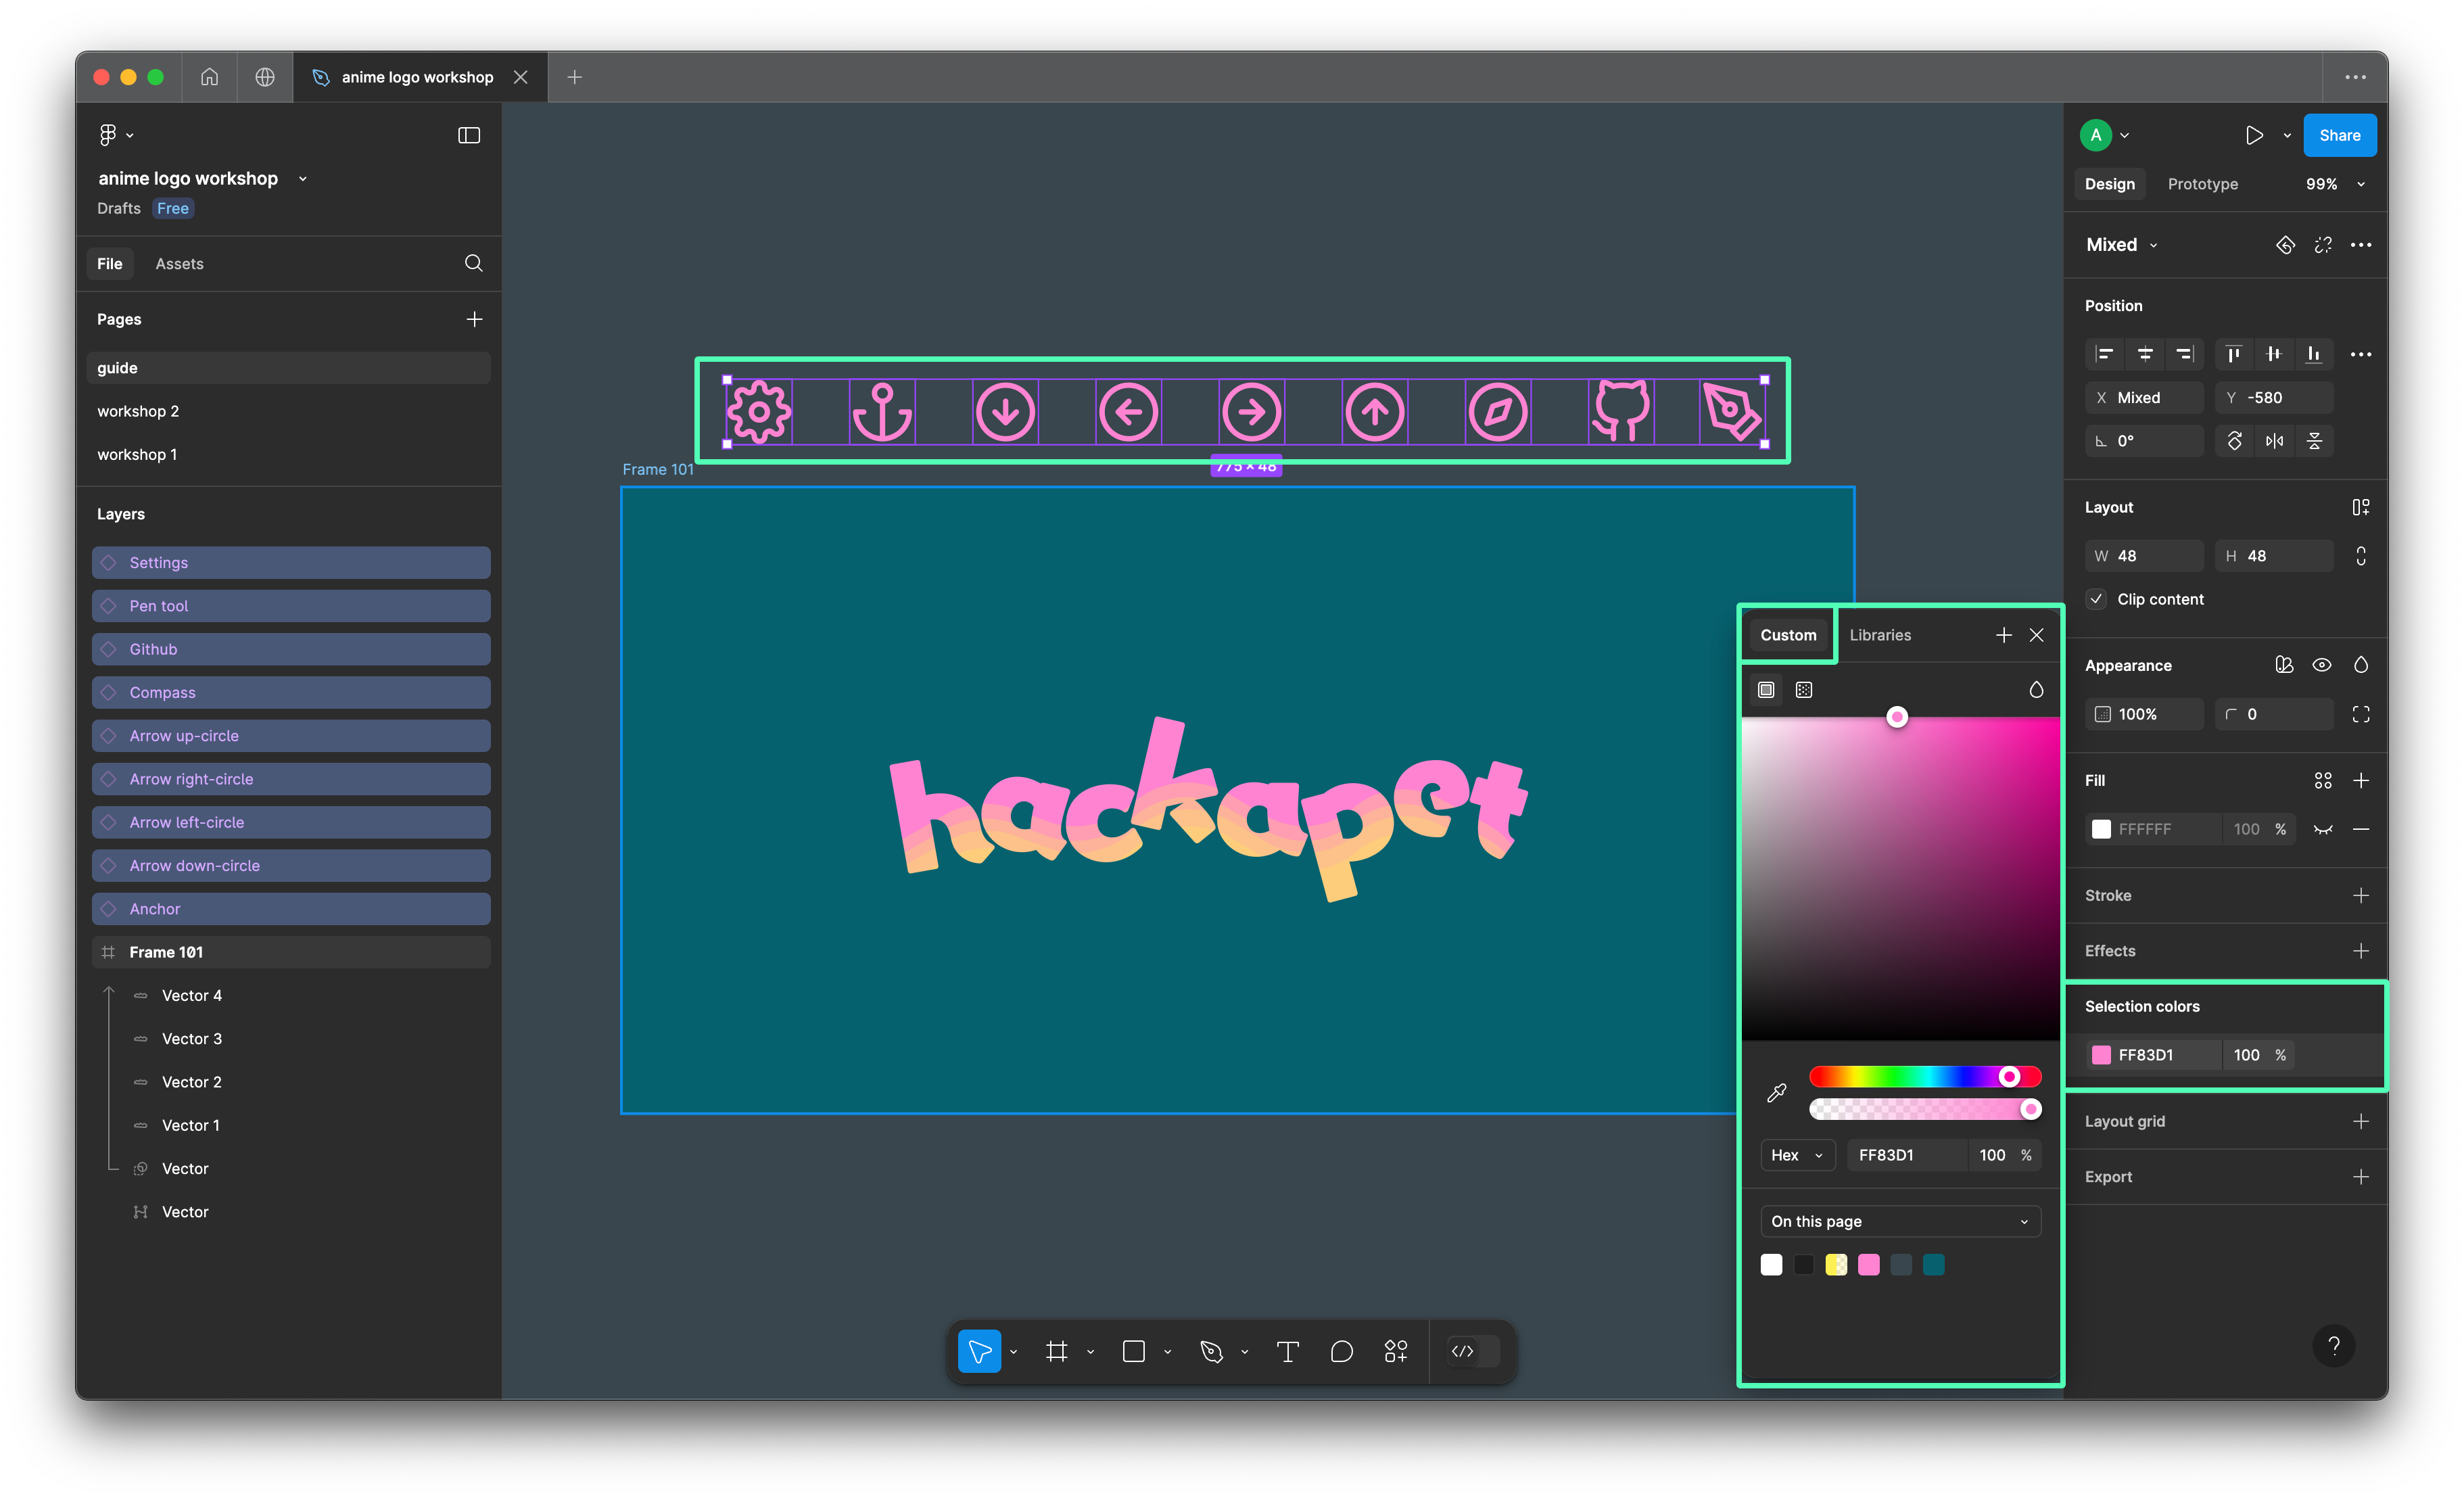 anime logo workshop
anime logo workshop
Drafts Free
File Assets
Pages
guide
workshop 2
workshop 1
Layers
Settings
Pen tool
Github
Compass
Arrow up-circle
Arrow right-circle
Arrow left-circle
Arrow down-circle
Anchor
Frame 101
Vector 4
Vector 3
Vector 2
Vector 1
Vector
Vector
775 × 48
Frame 101
hackapet
Custom Libraries
Hex FF83D1 100 %
On this page
A Share
Design Prototype 99%
Mixed
Position
X Mixed Y -580
0°
Layout
W 48 H 48
Clip content
Appearance
100% 0
Fill
FFFFFF 100 %
Stroke
Effects
Selection colors
FF83D1 100 %
Layout grid
Export
?